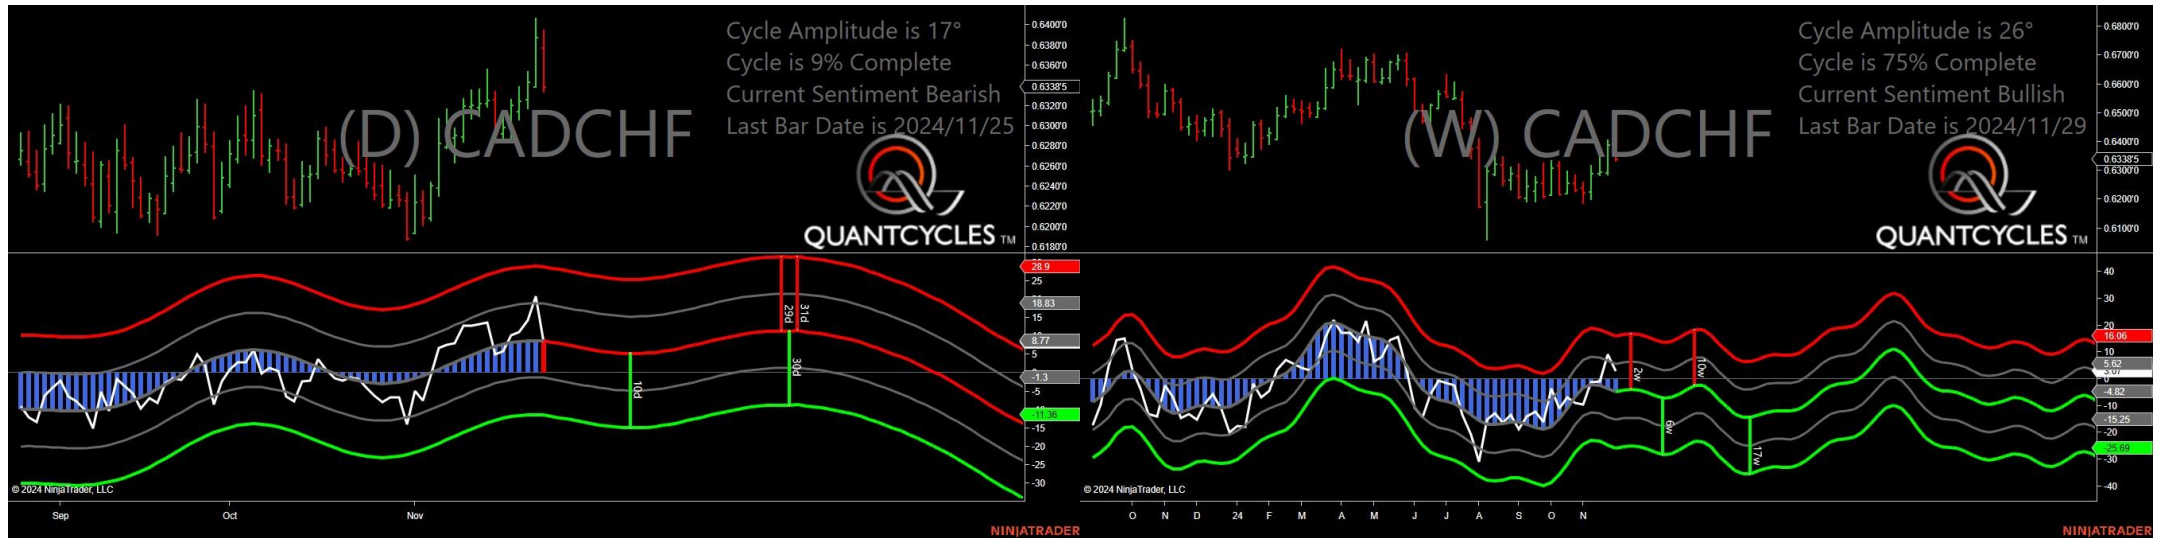 Cycle Amplitude is 17°
Cycle is 9% Complete
Current Sentiment Bearish
Last Bar Date is 2024/11/25
(D) CADCHF
QUANTCYCLES TM
0.6400'0
0.6380'0
0.6360'0
0.6338'5
0.6320'0
0.6300'0
0.6280'0
0.6260'0
0.6240'0
0.6220'0
0.6200'0
0.6180'0
28.9
25
18.83
15
8.77
5
-1.3
-5
-11.36
-15
-20
-25
-30
10d
29d
31d
30d
© 2024 NinjaTrader, LLC
Sep Oct Nov
NINJATRADER
Cycle Amplitude is 26°
Cycle is 75% Complete
Current Sentiment Bullish
Last Bar Date is 2024/11/29
(W) CADCHF
QUANTCYCLES TM
0.6800'0
0.6700'0
0.6600'0
0.6500'0
0.6400'0
0.6338'5
0.6300'0
0.6200'0
0.6100'0
40
30
20
16.06
10
5.62
0
-4.82
-10
-15.25
-20
-25.69
-30
-40
2w
6w
10w
17w
© 2024 NinjaTrader, LLC
O N D 24 F M A M J J A S O N
NINJATRADER